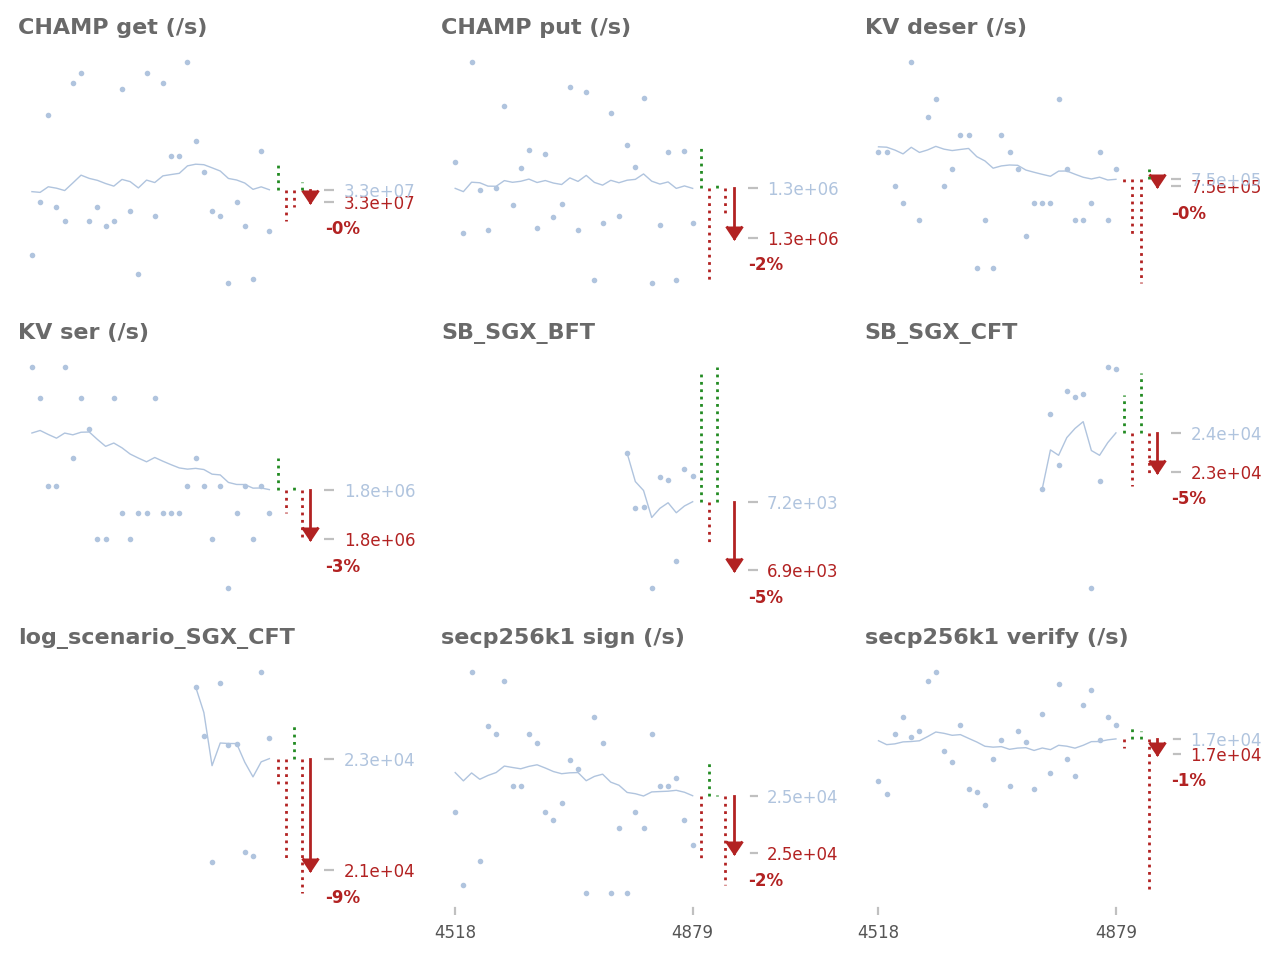 CHAMP get (/s)
CHAMP put (/s)
KV deser (/s)
3.3e+07
3.3e+07
-0%
1.3e+06
1.3e+06
-2%
7.5e+05
7.5e+05
-0%
KV ser (/s)
SB_SGX_BFT
SB_SGX_CFT
1.8e+06
1.8e+06
-3%
7.2e+03
6.9e+03
-5%
2.4e+04
2.3e+04
-5%
log_scenario_SGX_CFT
secp256k1 sign (/s)
secp256k1 verify (/s)
2.3e+04
2.1e+04
-9%
2.5e+04
2.5e+04
-2%
1.7e+04
1.7e+04
-1%
4518
4879
4518
4879